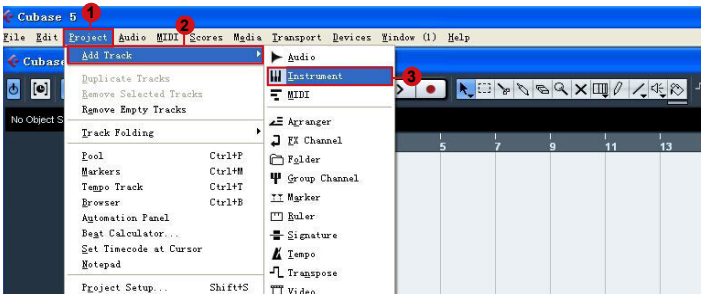 Cubase 5
1
2
File Edit Project Audio MIDI Scores Media Transport Devices Window (1) Help
Cubas
Add Track
Duplicate Tracks
Remove Selected Tracks
Remove Empty Tracks
Track Folding
Pool Ctrl+P
Markers Ctrl+M
Tempo Track Ctrl+T
Browser Ctrl+B
Automation Panel
Beat Calculator...
Set Timecode at Cursor
Notepad
Project Setup... Shift+S
Audio
Instrument
3
MIDI
Arranger
FX Channel
Folder
Group Channel
Marker
Ruler
Signature
Tempo
Transpose
Video
No Object S
5 7 9 11 13